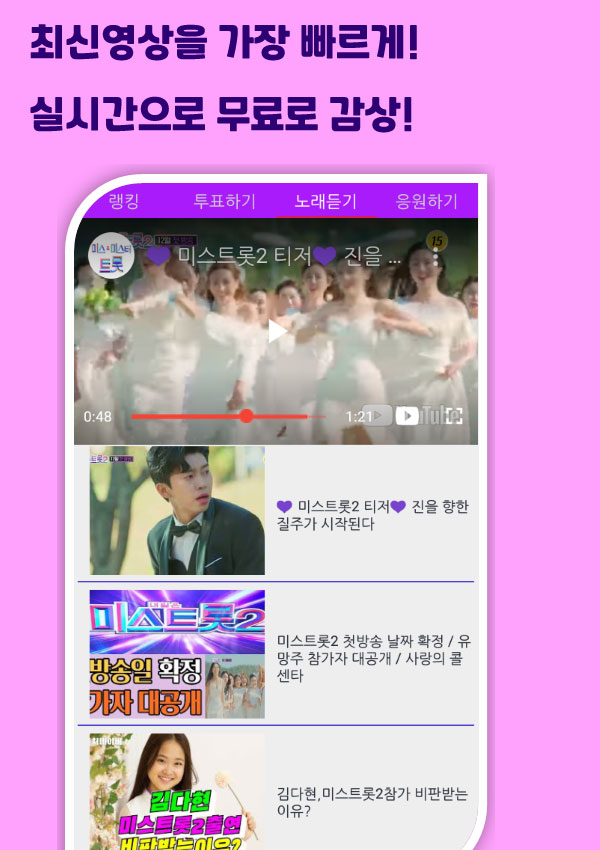 최신영상을 가장 빠르게!
실시간으로 무료로 감상!
랭킹 투표하기 노래듣기 응원하기
미스&미스터
트롯
💜 미스트롯2 티저💜 진을 ...
15
0:48
1:21
💜 미스트롯2 티저💜 진을 향한
질주가 시작된다
미스트롯2
방송일 확정
가자 대공개
미스트롯2 첫방송 날짜 확정 / 유
망주 참가자 대공개 / 사랑의 콜
센타
김다현
미스트롯2출연
비판받는이유?
김다현,미스트롯2참가 비판받는
이유?